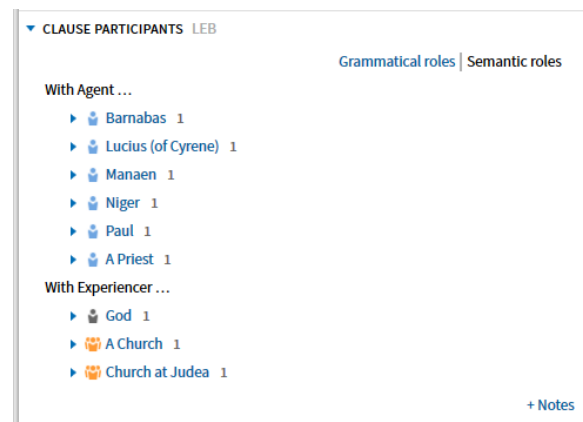 CLAUSE PARTICIPANTS LEB
Grammatical roles | Semantic roles
With Agent ...
Barnabas 1
Lucius (of Cyrene) 1
Manaen 1
Niger 1
Paul 1
A Priest 1
With Experiencer ...
God 1
A Church 1
Church at Judea 1
+ Notes